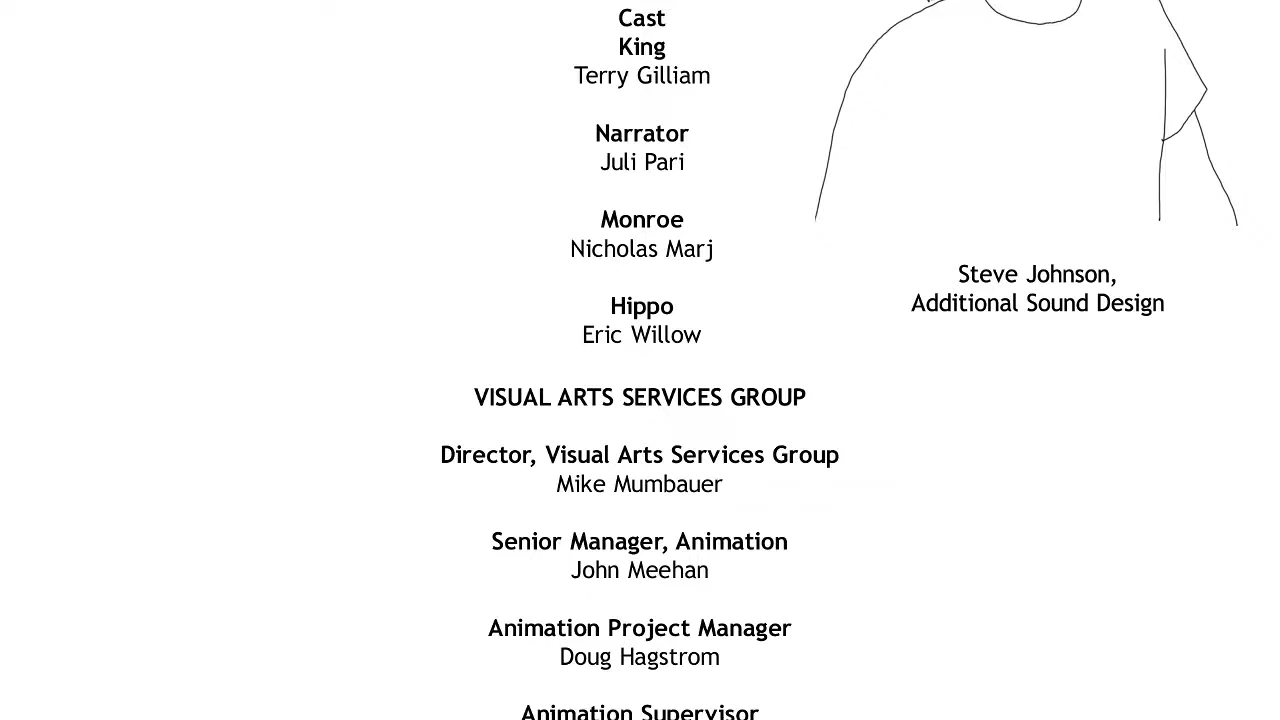 Cast
King
Terry Gilliam
Narrator
Juli Pari
Monroe
Nicholas Marj
Hippo
Eric Willow
Steve Johnson,
Additional Sound Design
VISUAL ARTS SERVICES GROUP
Director, Visual Arts Services Group
Mike Mumbauer
Senior Manager, Animation
John Meehan
Animation Project Manager
Doug Hagstrom
Animation Supervisor